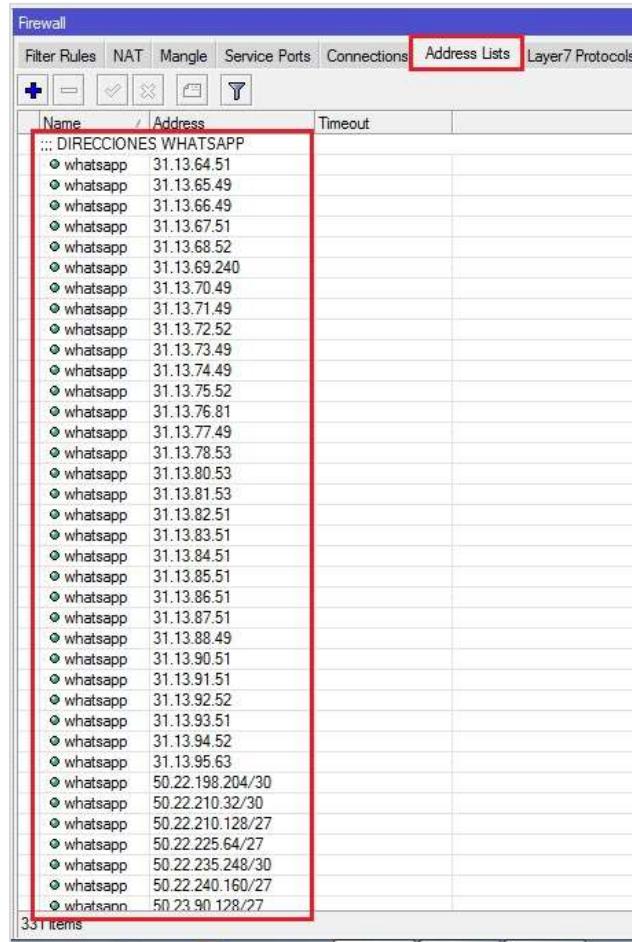 Firewall
Filter Rules NAT Mangle Service Ports Connections Address Lists Layer7 Protocols
Name / Address Timeout
::: DIRECCIONES WHATSAPP
whatsapp 31.13.64.51
whatsapp 31.13.65.49
whatsapp 31.13.66.49
whatsapp 31.13.67.51
whatsapp 31.13.68.52
whatsapp 31.13.69.240
whatsapp 31.13.70.49
whatsapp 31.13.71.49
whatsapp 31.13.72.52
whatsapp 31.13.73.49
whatsapp 31.13.74.49
whatsapp 31.13.75.52
whatsapp 31.13.76.81
whatsapp 31.13.77.49
whatsapp 31.13.78.53
whatsapp 31.13.80.53
whatsapp 31.13.81.53
whatsapp 31.13.82.51
whatsapp 31.13.83.51
whatsapp 31.13.84.51
whatsapp 31.13.85.51
whatsapp 31.13.86.51
whatsapp 31.13.87.51
whatsapp 31.13.88.49
whatsapp 31.13.90.51
whatsapp 31.13.91.51
whatsapp 31.13.92.52
whatsapp 31.13.93.51
whatsapp 31.13.94.52
whatsapp 31.13.95.63
whatsapp 50.22.198.204/30
whatsapp 50.22.210.32/30
whatsapp 50.22.210.128/27
whatsapp 50.22.225.64/27
whatsapp 50.22.235.248/30
whatsapp 50.22.240.160/27
whatsapp 50.23.90.128/27
331 items